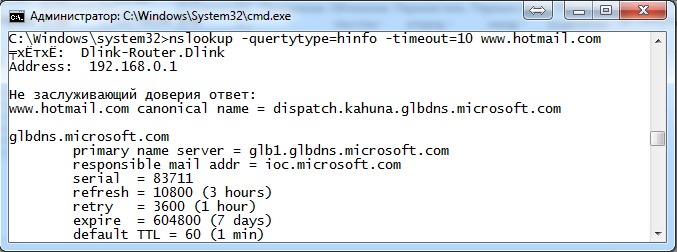 Администратор: C:\Windows\System32\cmd.exe
C:\Windows\system32>nslookup -quertytype=hinfo -timeout=10 www.hotmail.com
╤хЁтхЁ:  Dlink-Router.Dlink
Address:  192.168.0.1
Не заслуживающий доверия ответ:
www.hotmail.com canonical name = dispatch.kahuna.glbdns.microsoft.com
glbdns.microsoft.com
primary name server = glb1.glbdns.microsoft.com
responsible mail addr = ioc.microsoft.com
serial  = 83711
refresh = 10800 (3 hours)
retry   = 3600 (1 hour)
expire  = 604800 (7 days)
default TTL = 60 (1 min)